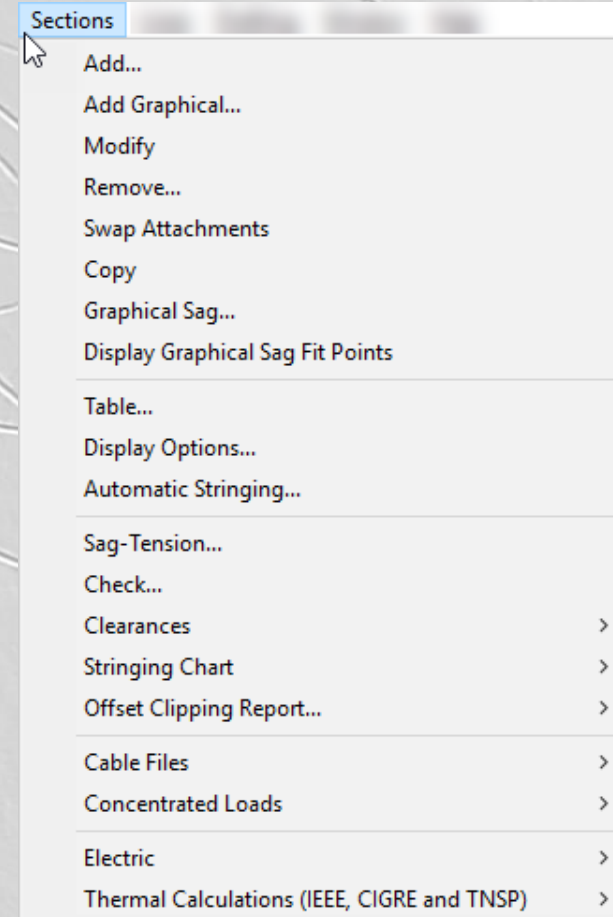 Sections
Add...
Add Graphical...
Modify
Remove...
Swap Attachments
Copy
Graphical Sag...
Display Graphical Sag Fit Points
Table...
Display Options...
Automatic Stringing...
Sag-Tension...
Check...
Clearances
Stringing Chart
Offset Clipping Report...
Cable Files
Concentrated Loads
Electric
Thermal Calculations (IEEE, CIGRE and TNSP)